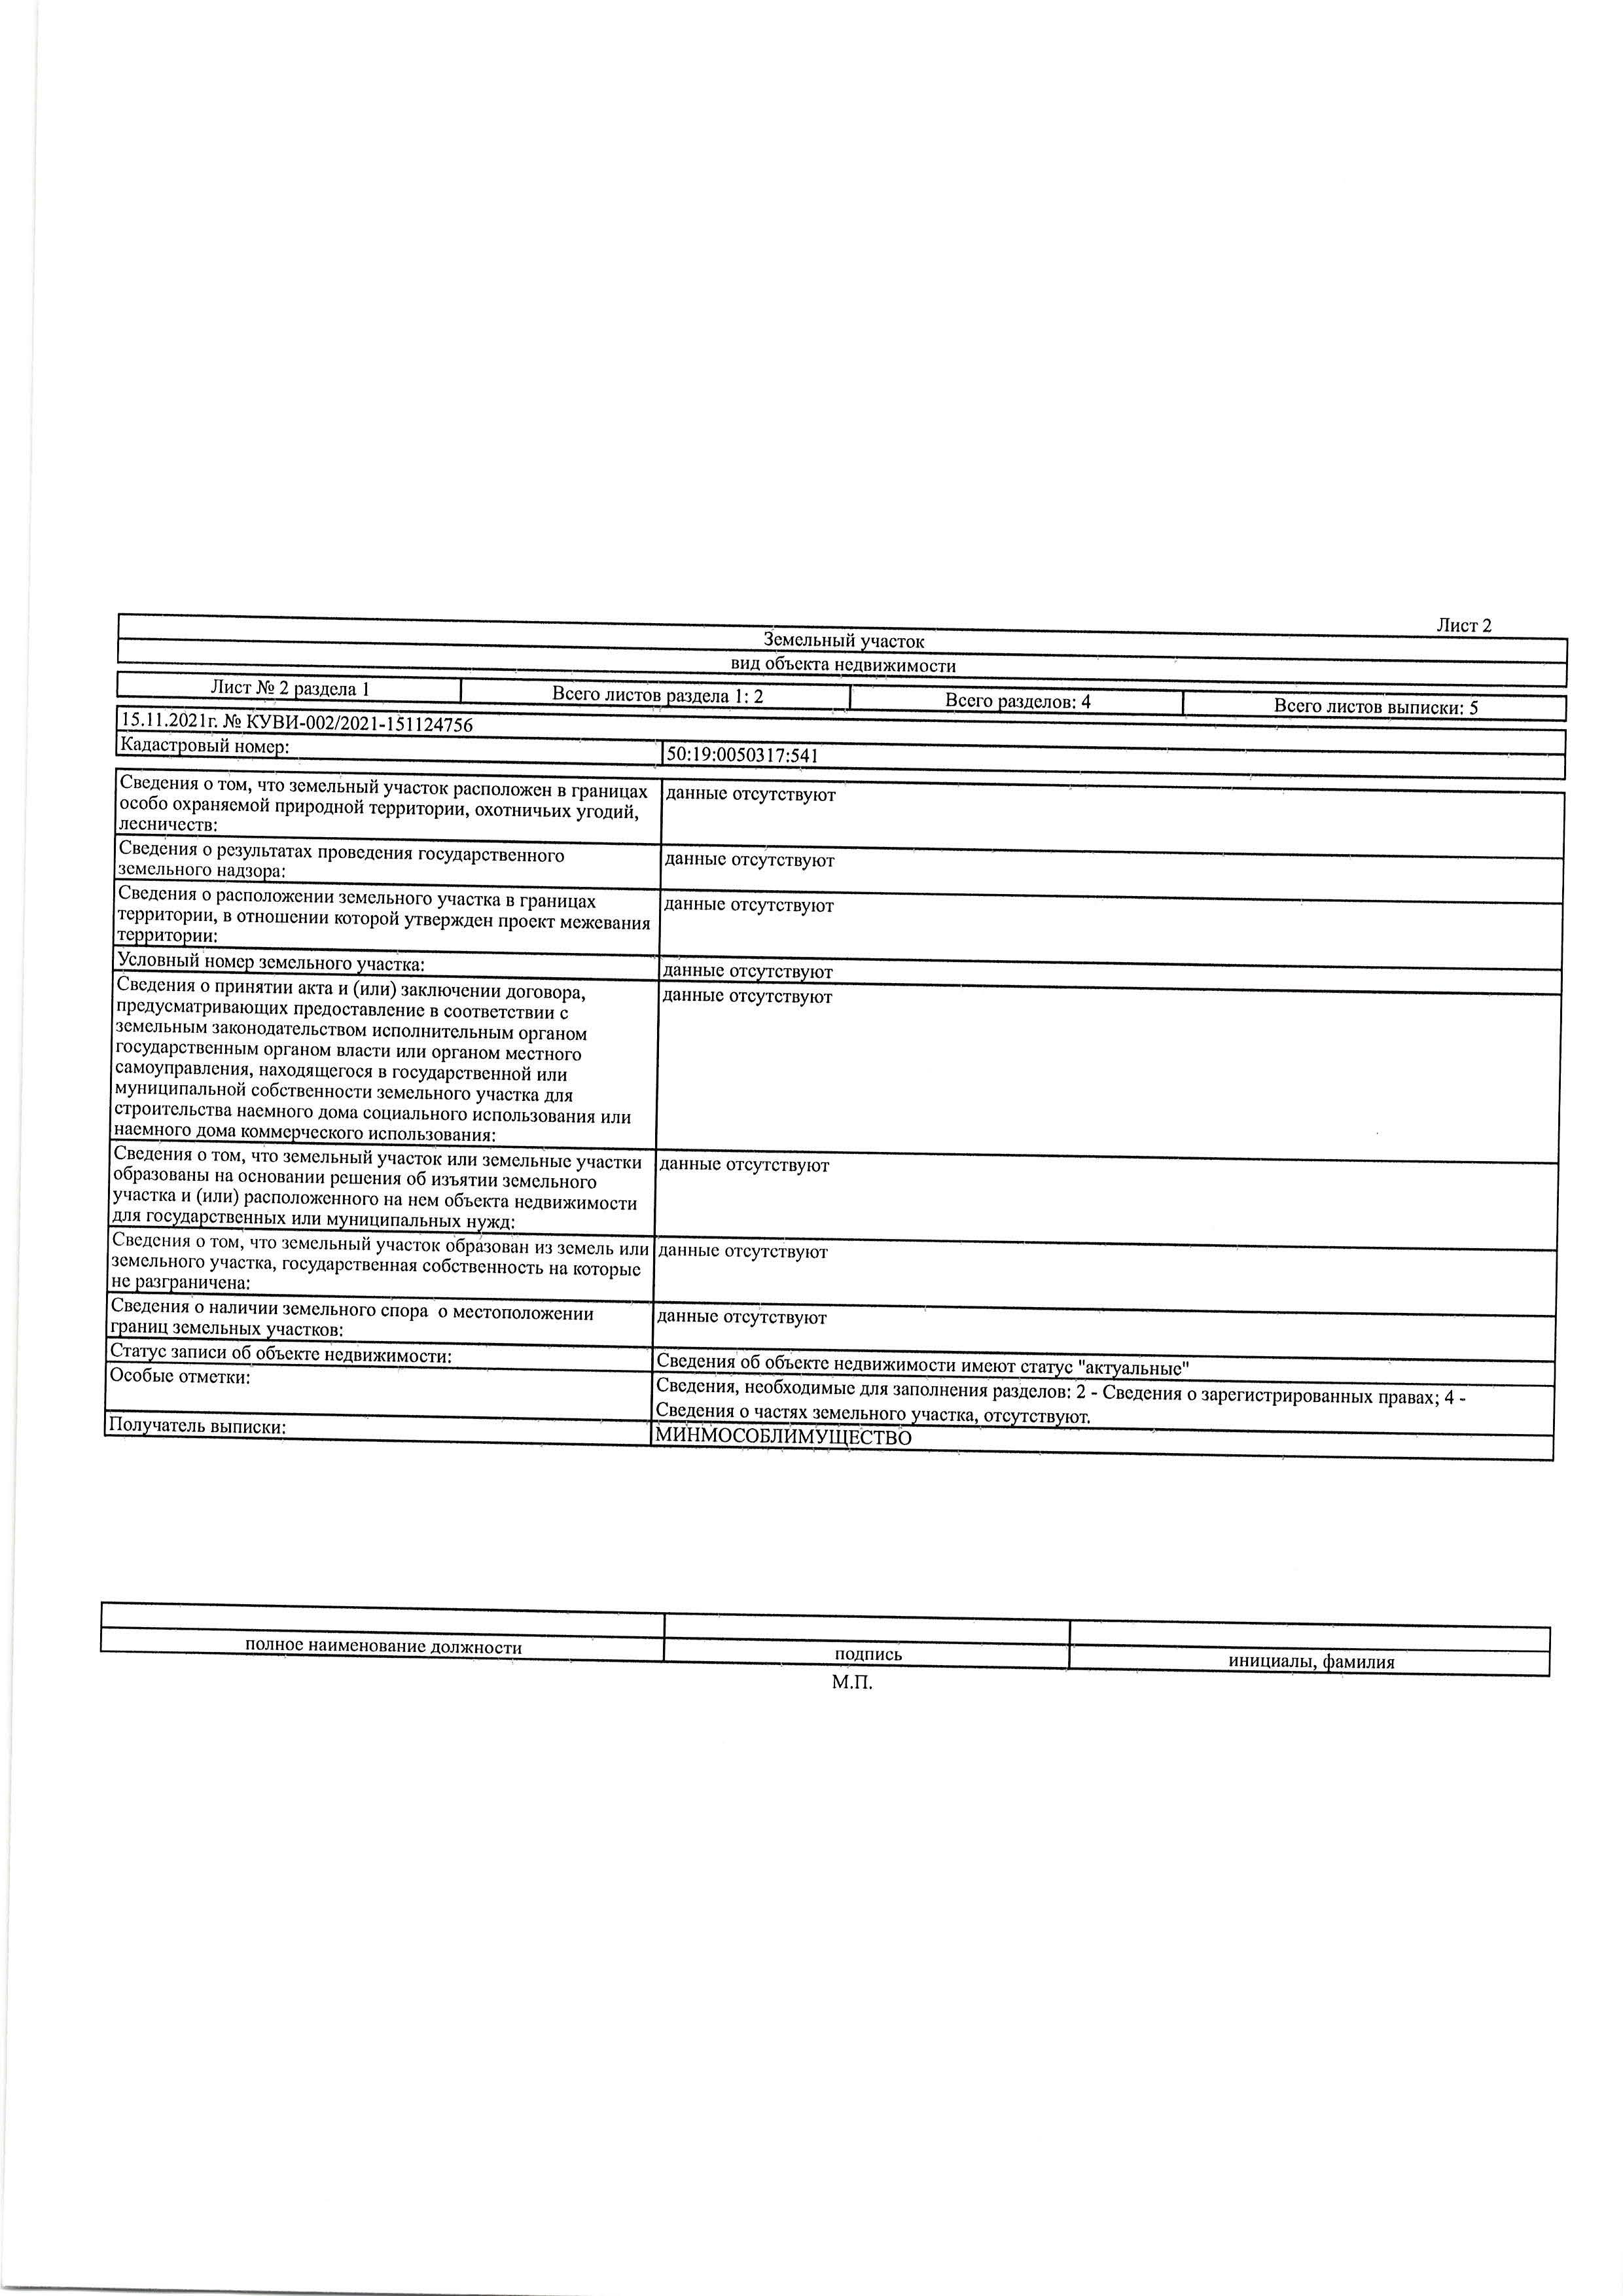 Лист 2
Земельный участок
вид объекта недвижимости
Лист № 2 раздела 1
Всего листов раздела 1: 2
Всего разделов: 4
Всего листов выписки: 5
15.11.2021г. № КУВИ-002/2021-151124756
Кадастровый номер:
50:19:0050317:541
Сведения о том, что земельный участок расположен в границах
особо охраняемой природной территории, охотничьих угодий,
лесничеств:
данные отсутствуют
Сведения о результатах проведения государственного
земельного надзора:
данные отсутствуют
Сведения о расположении земельного участка в границах
территории, в отношении которой утвержден проект межевания
территории:
данные отсутствуют
Условный номер земельного участка:
данные отсутствуют
Сведения о принятии акта и (или) заключении договора,
предусматривающих предоставление в соответствии с
земельным законодательством исполнительным органом
государственным органом власти или органом местного
самоуправления, находящегося в государственной или
муниципальной собственности земельного участка для
строительства наемного дома социального использования или
наемного дома коммерческого использования:
данные отсутствуют
Сведения о том, что земельный участок или земельные участки
образованы на основании решения об изъятии земельного
участка и (или) расположенного на нем объекта недвижимости
для государственных или муниципальных нужд:
данные отсутствуют
Сведения о том, что земельный участок образован из земель или
земельного участка, государственная собственность на которые
не разграничена:
данные отсутствуют
Сведения о наличии земельного спора о местоположении
границ земельных участков:
данные отсутствуют
Статус записи об объекте недвижимости:
Сведения об объекте недвижимости имеют статус "актуальные"
Особые отметки:
Сведения, необходимые для заполнения разделов: 2 - Сведения о зарегистрированных правах; 4 -
Сведения о частях земельного участка, отсутствуют.
Получатель выписки:
МИНМОСОБЛИМУЩЕСТВО
полное наименование должности
подпись
инициалы, фамилия
М.П.